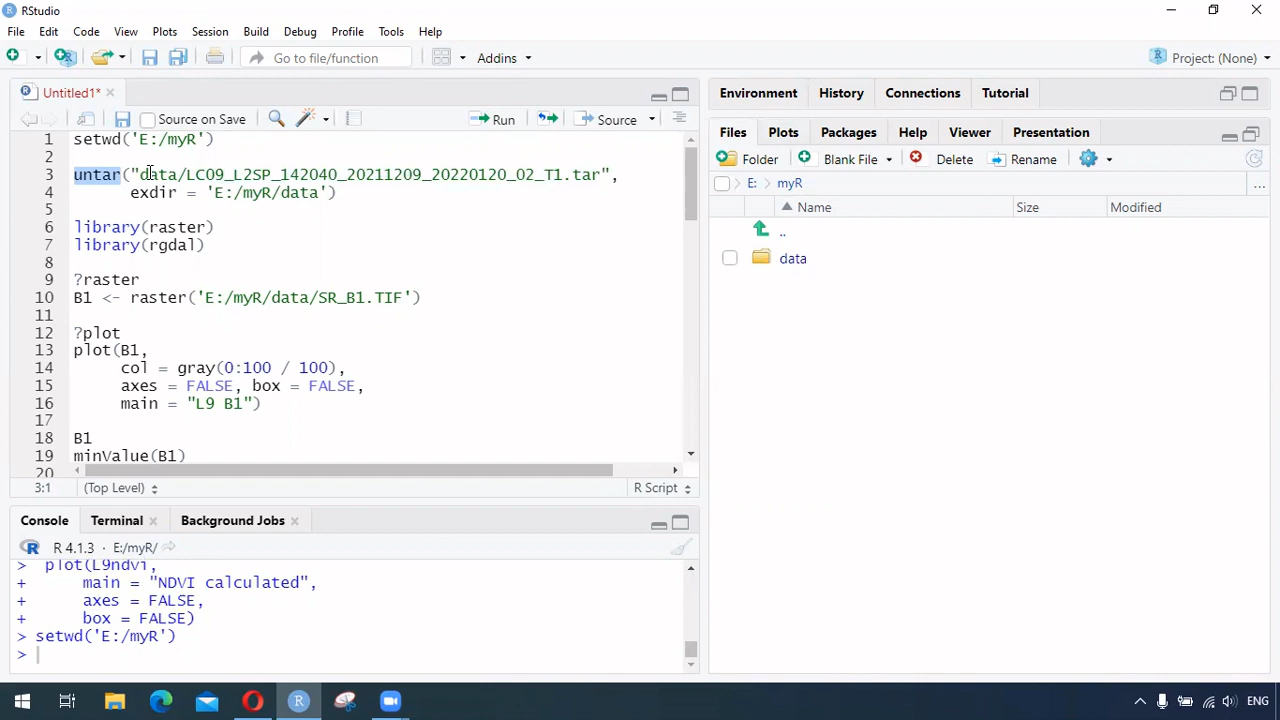 RStudio
File Edit Code View Plots Session Build Debug Profile Tools Help
Go to file/function Addins Project: (None)
Untitled1* Environment History Connections Tutorial
Source on Save Run Source
1 setwd('E:/myR')
2
3 untar("data/LC09_L2SP_142040_20211209_20220120_02_T1.tar",
4 exdir = 'E:/myR/data')
5
6 library(raster)
7 library(rgdal)
8
9 ?raster
10 B1 <- raster('E:/myR/data/SR_B1.TIF')
11
12 ?plot
13 plot(B1,
14 col = gray(0:100 / 100),
15 axes = FALSE, box = FALSE,
16 main = "L9 B1")
17
18 B1
19 minValue(B1)
20
3:1 (Top Level) R Script
Files Plots Packages Help Viewer Presentation
Folder Blank File Delete Rename
E: myR ...
Name Size Modified
..
data
Console Terminal Background Jobs
R 4.1.3 · E:/myR/
> plot(L9ndvi,
+ main = "NDVI calculated",
+ axes = FALSE,
+ box = FALSE)
> setwd('E:/myR')
>
ENG